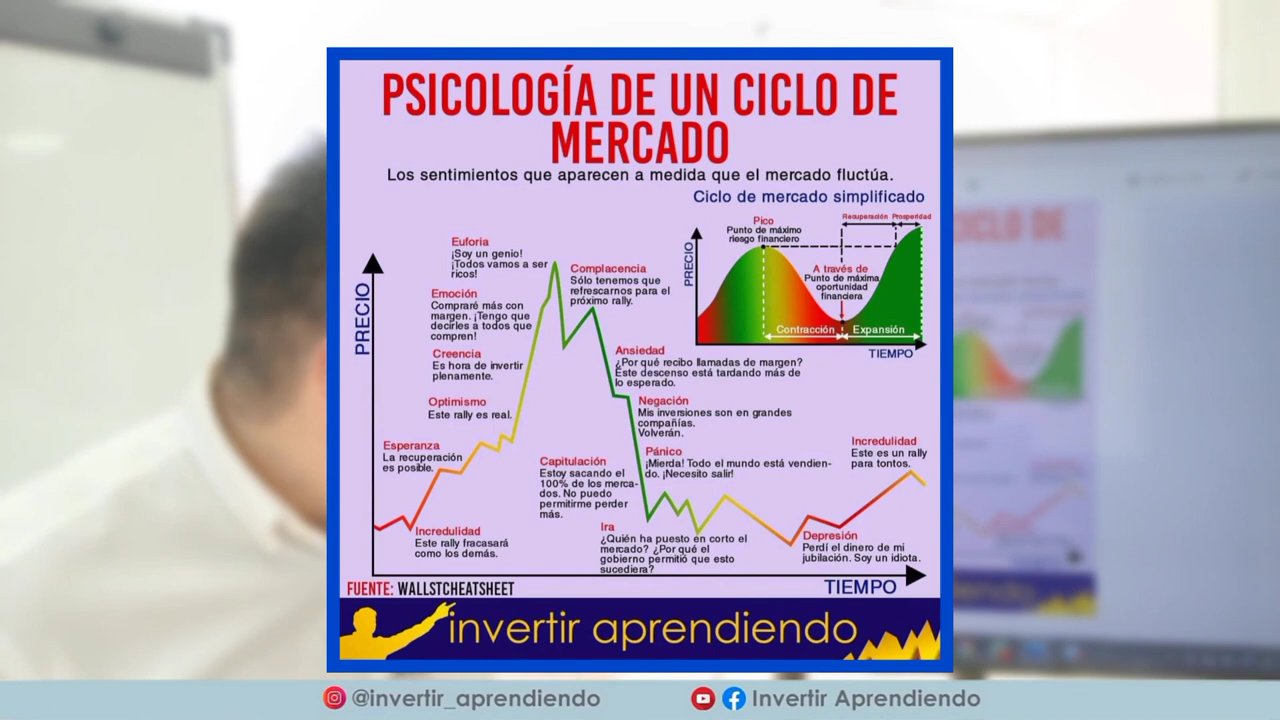 PSICOLOGÍA DE UN CICLO DE
MERCADO
Los sentimientos que aparecen a medida que el mercado fluctúa.
Ciclo de mercado simplificado
Pico
Punto de máximo
riesgo financiero
Recuperación
Prosperidad
PRECIO
A través de
Punto de máxima
oportunidad
financiera
Contracción
Expansión
TIEMPO
PRECIO
Euforia
¡Soy un genio!
¡Todos vamos a ser
ricos!
Complacencia
Sólo tenemos que
refrescarnos para el
próximo rally.
Emoción
Compraré más con
margen. ¡Tengo que
decirles a todos que
compren!
Creencia
Es hora de invertir
plenamente.
Ansiedad
¿Por qué recibo llamadas de margen?
Este descenso está tardando más de
lo esperado.
Optimismo
Este rally es real.
Negación
Mis inversiones son en grandes
compañías.
Volverán.
Esperanza
La recuperación
es posible.
Capitulación
Estoy sacando el
100% de los merca-
dos. No puedo
permitirme perder
más.
Pánico
¡Mierda! Todo el mundo está vendien-
do. ¡Necesito salir!
Incredulidad
Este es un rally
para tontos.
Incredulidad
Este rally fracasará
como los demás.
Ira
¿Quién ha puesto en corto el
mercado? ¿Por qué el
gobierno permitió que esto
sucediera?
Depresión
Perdí el dinero de mi
jubilación. Soy un idiota.
FUENTE: WALLSTCHEATSHEET
TIEMPO
invertir aprendiendo
@invertir_aprendiendo
Invertir Aprendiendo